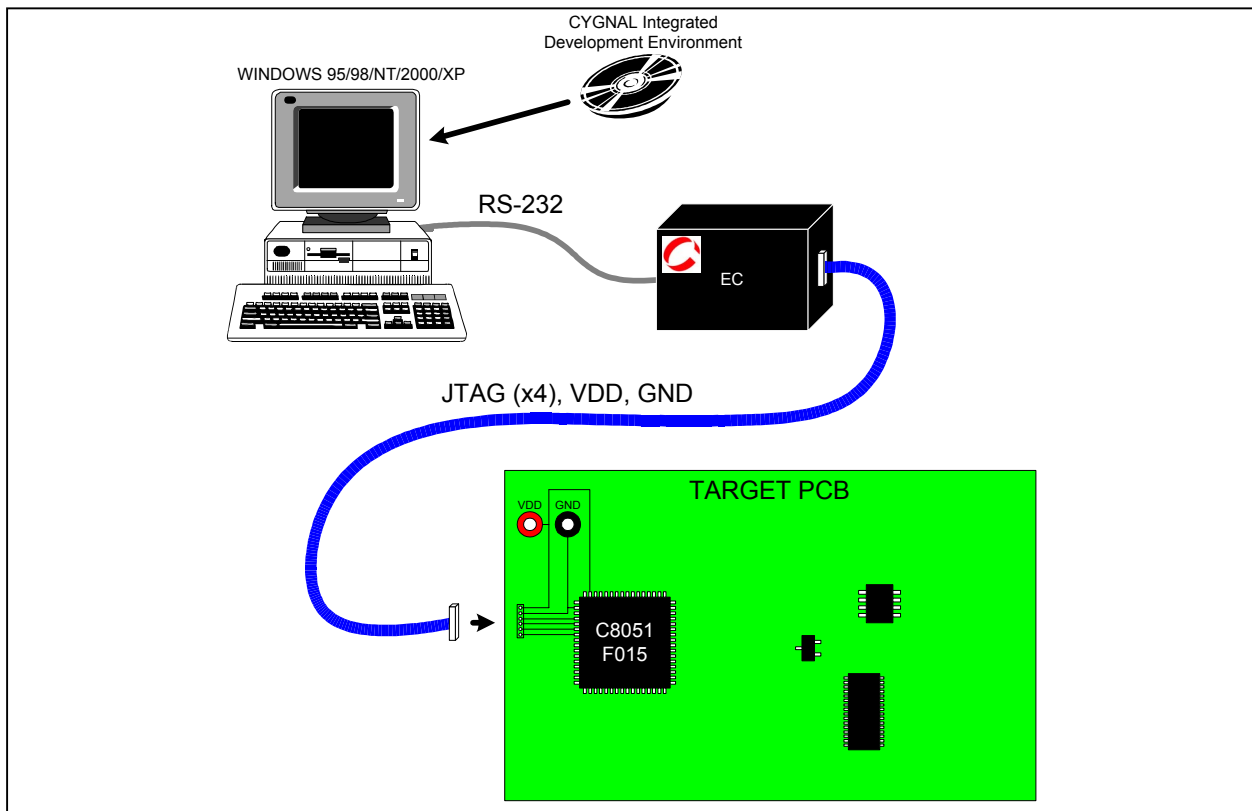 CYGNAL Integrated
Development Environment
WINDOWS 95/98/NT/2000/XP
RS-232
EC
JTAG (x4), VDD, GND
TARGET PCB
VDD
GND
C8051
F015